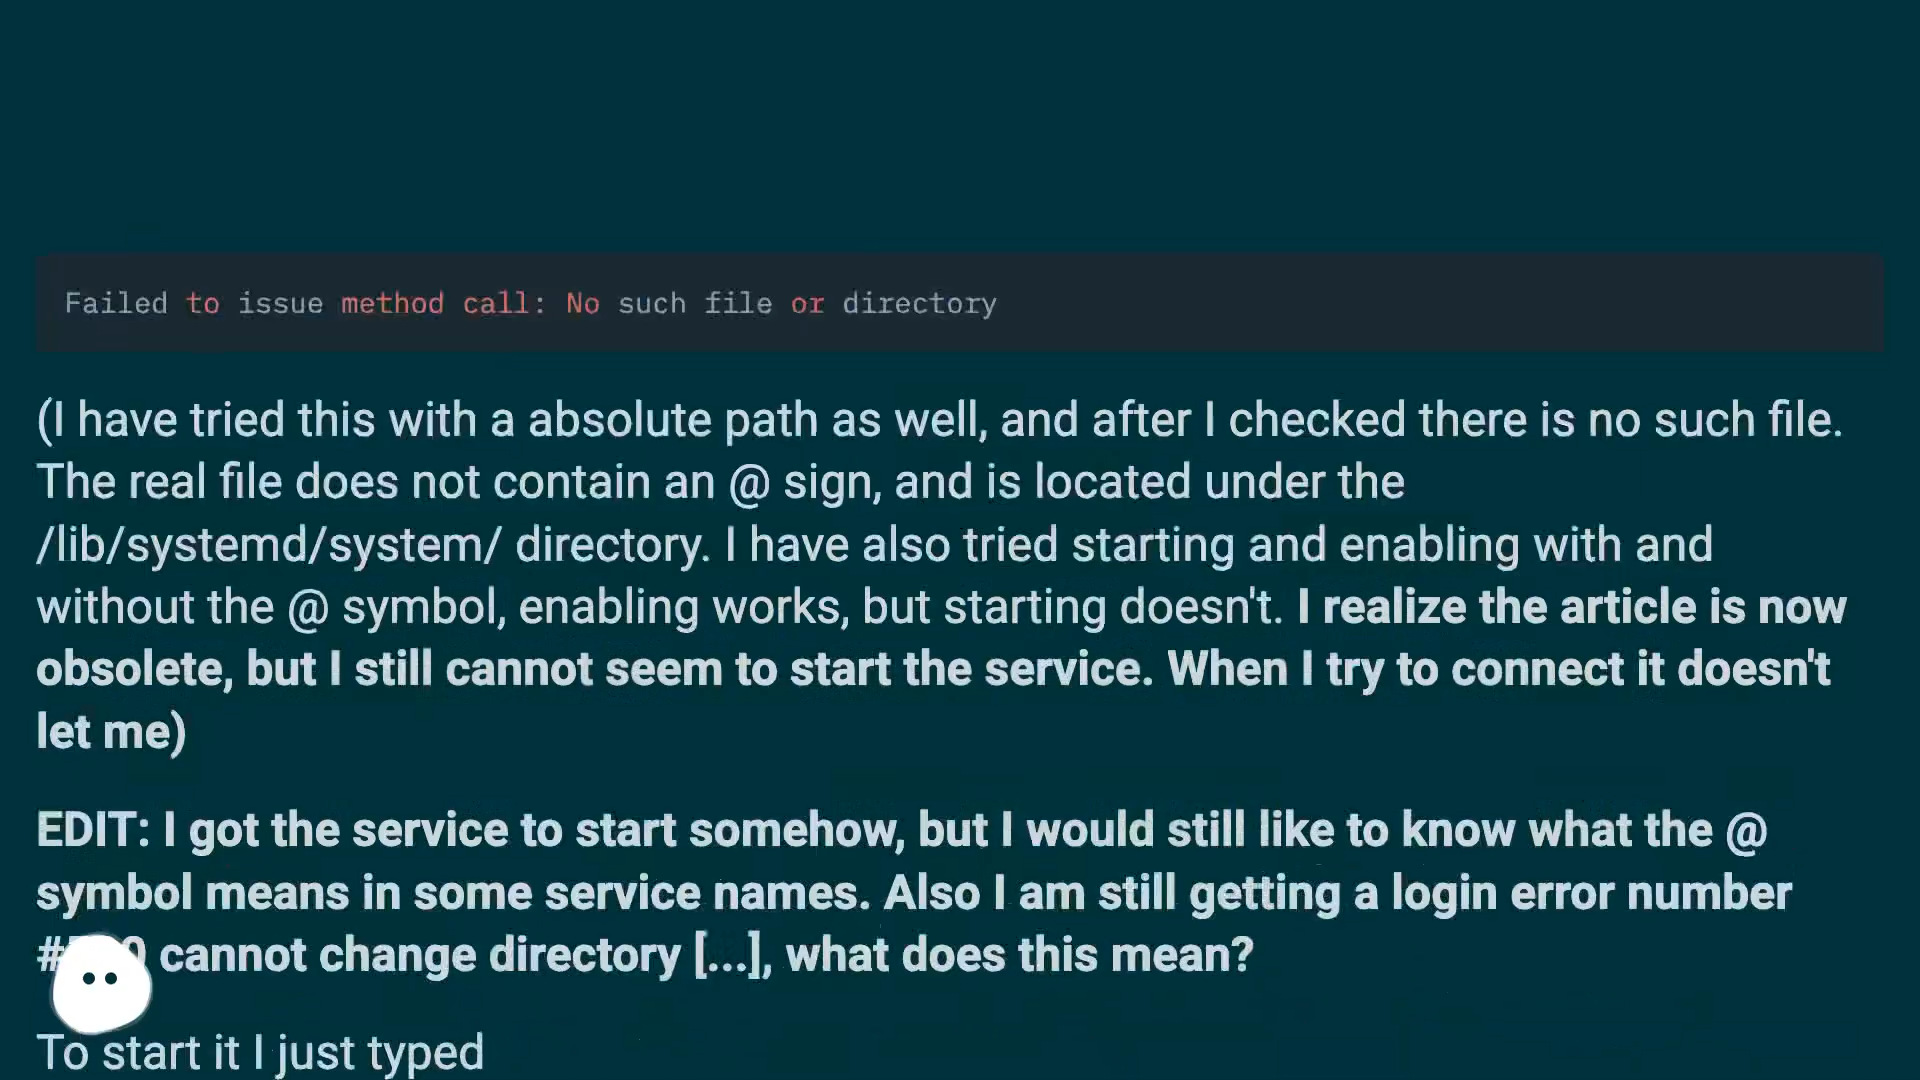 Failed to issue method call: No such file or directory
(I have tried this with a absolute path as well, and after I checked there is no such file.
The real file does not contain an @ sign, and is located under the
/lib/systemd/system/ directory. I have also tried starting and enabling with and
without the @ symbol, enabling works, but starting doesn't. I realize the article is now
obsolete, but I still cannot seem to start the service. When I try to connect it doesn't
let me)
EDIT: I got the service to start somehow, but I would still like to know what the @
symbol means in some service names. Also I am still getting a login error number
cannot change directory [...], what does this mean?
To start it I just typed